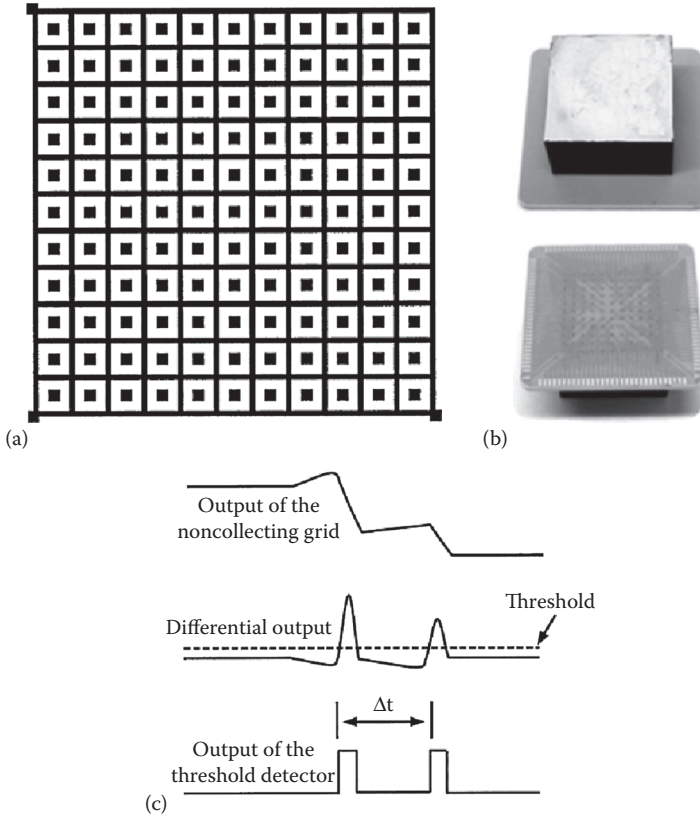 (a)
(b)
Output of the
noncollecting grid
Threshold
Differential output
Δt
Output of the
threshold detector
(c)